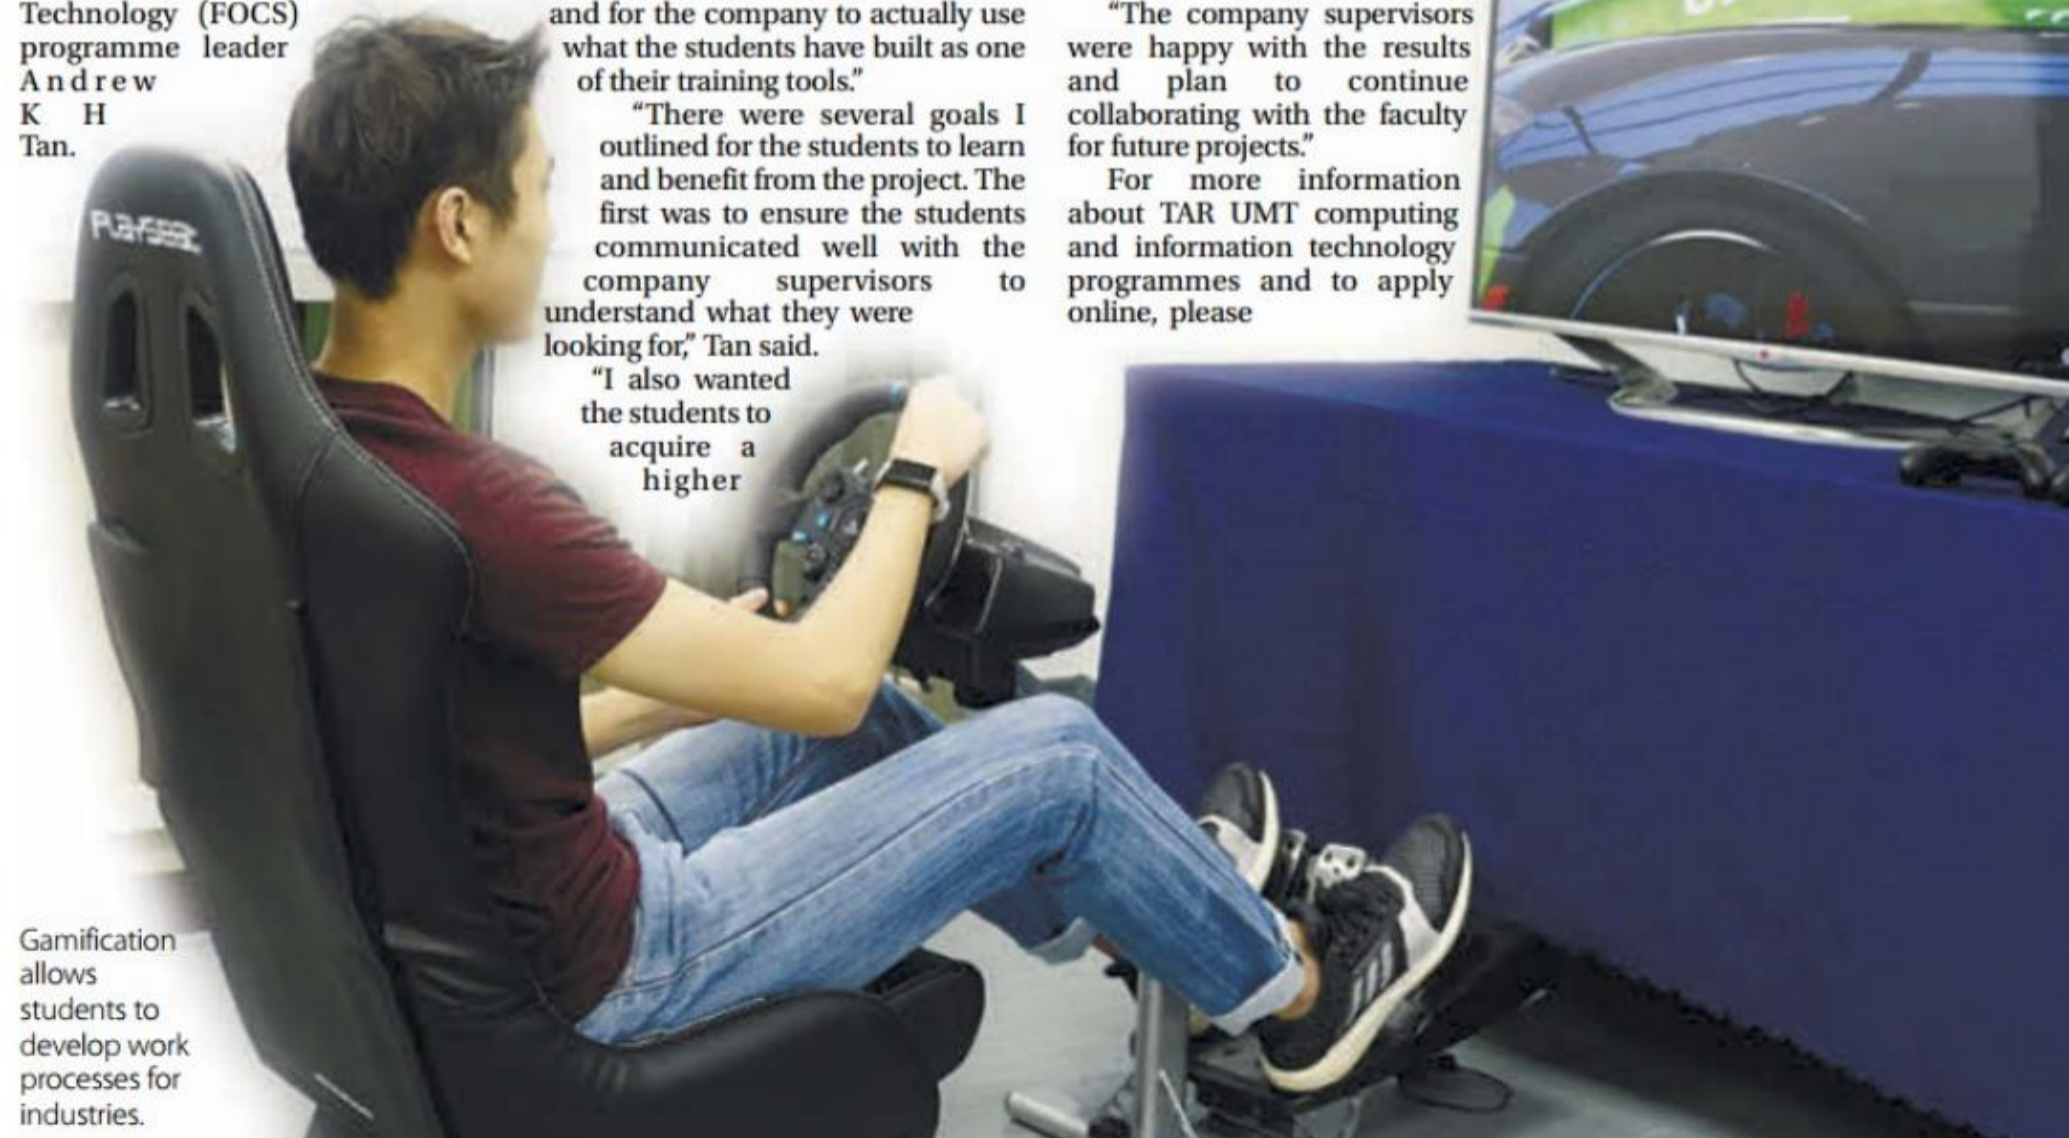 Technology (FOCS)
programme leader
Andrew
K H
Tan.
and for the company to actually use
what the students have built as one
of their training tools."
"There were several goals I
outlined for the students to learn
and benefit from the project. The
first was to ensure the students
communicated well with the
company supervisors to
understand what they were
looking for," Tan said.
"I also wanted
the students to
acquire a
higher
"The company supervisors
were happy with the results
and plan to continue
collaborating with the faculty
for future projects."
For more information
about TAR UMT computing
and information technology
programmes and to apply
online, please
PLaYSEaT
Gamification
allows
students to
develop work
processes for
industries.